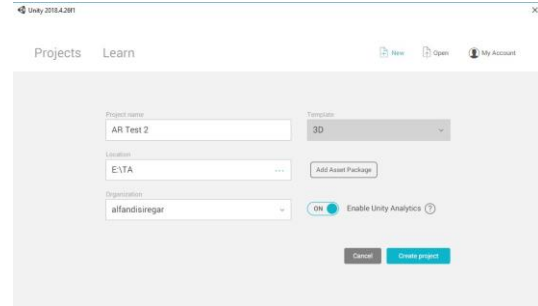 Unity 2018.4.28f1
Projects Learn New Open My Account
Project name Template
AR Test 2 3D
Location
E:\TA ... Add Asset Package
Organization
alfandisiregar ON Enable Unity Analytics ?
Cancel Create project